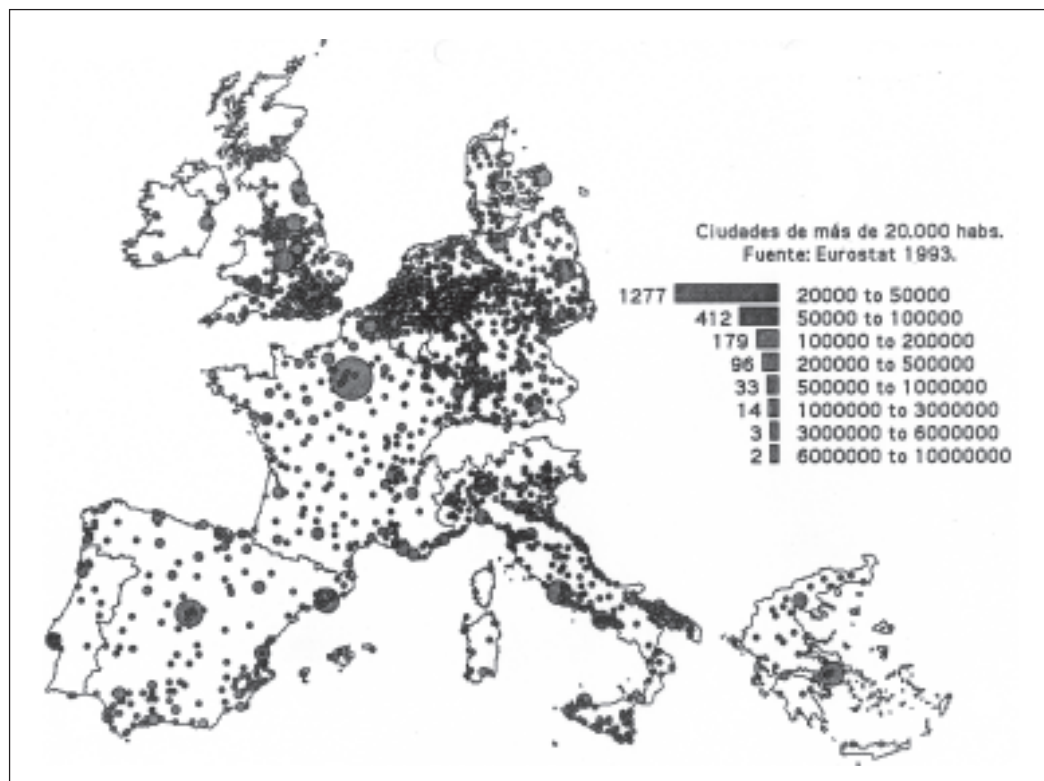 Ciudades de más de 20.000 habs.
Fuente: Eurostat 1993.
1277 20000 to 50000
412 50000 to 100000
179 100000 to 200000
96 200000 to 500000
33 500000 to 1000000
14 1000000 to 3000000
3 3000000 to 6000000
2 6000000 to 10000000